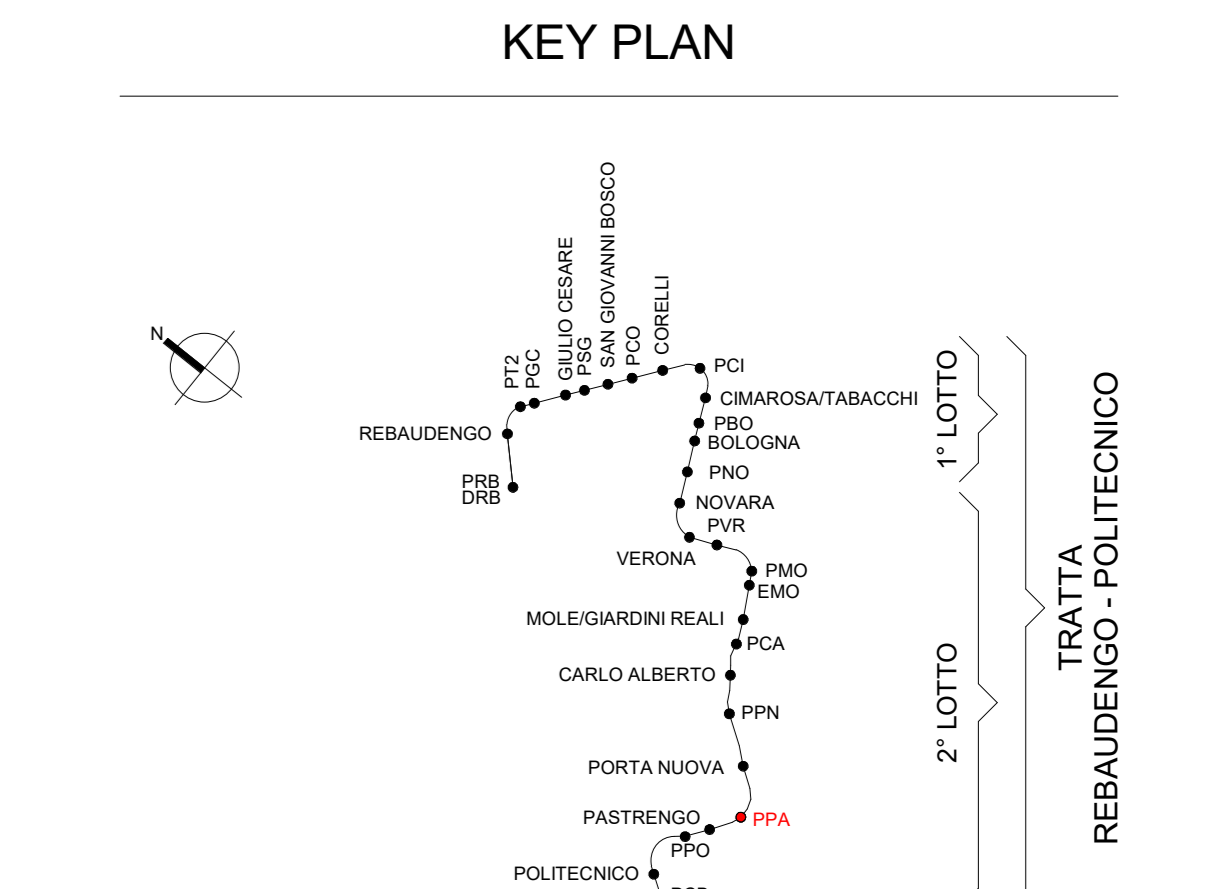 KEY PLAN
N
PT2
PGC
GIULIO CESARE
PSG
SAN GIOVANNI BOSCO
PCO
CORELLI
PCI
CIMAROSA/TABACCHI
PBO
BOLOGNA
REBAUDENGO
PRB
DRB
PNO
NOVARA
PVR
VERONA
PMO
EMO
MOLE/GIARDINI REALI
PCA
CARLO ALBERTO
PPN
PORTA NUOVA
PASTRENGO
PPA
PPO
POLITECNICO
1° LOTTO
2° LOTTO
TRATTA
REBAUDENGO - POLITECNICO